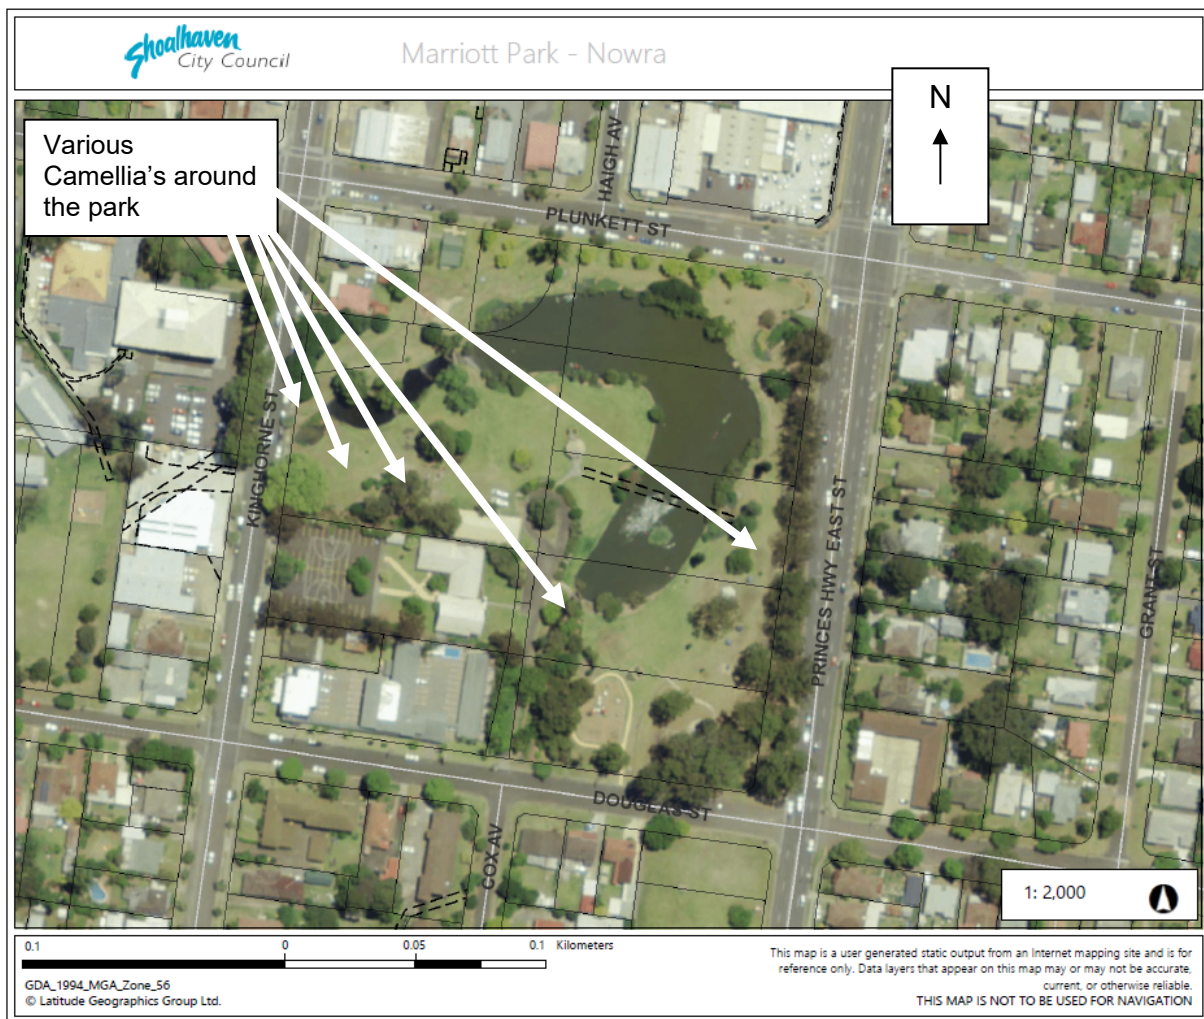 Shoalhaven
City Council
Marriott Park - Nowra
N
Various
Camellia’s around
the park
HAIGH AV
PLUNKETT ST
KINGHORNE ST
PRINCES HWY EAST ST
GRANT ST
DOUGLAS ST
COX AV
1: 2,000
0.1 0 0.05 0.1 Kilometers
GDA_1994_MGA_Zone_56
© Latitude Geographics Group Ltd.
This map is a user generated static output from an Internet mapping site and is for
reference only. Data layers that appear on this map may or may not be accurate,
current, or otherwise reliable.
THIS MAP IS NOT TO BE USED FOR NAVIGATION